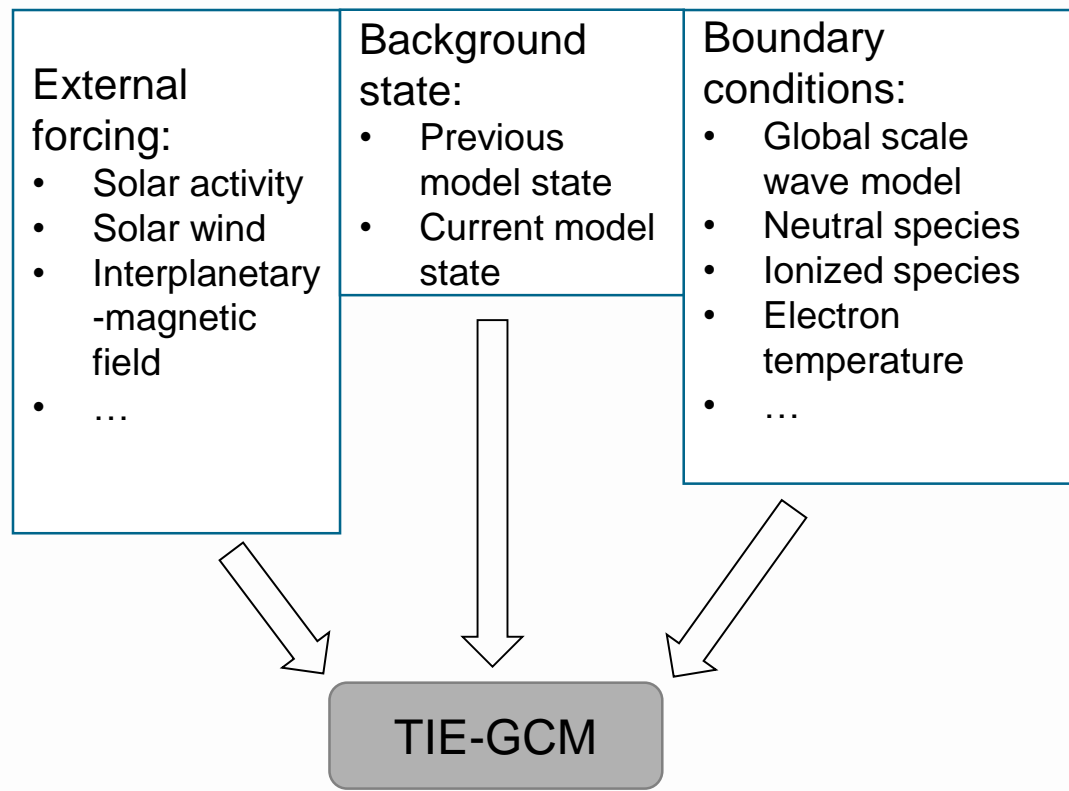 External
forcing:
• Solar activity
• Solar wind
• Interplanetary
-magnetic
field
• …
Background
state:
• Previous
model state
• Current model
state
Boundary
conditions:
• Global scale
wave model
• Neutral species
• Ionized species
• Electron
temperature
• …
TIE-GCM